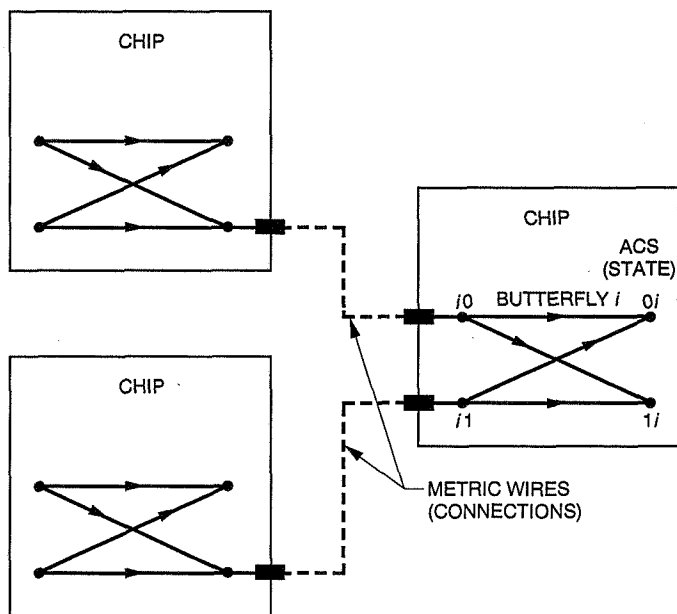 CHIP
CHIP
ACS
(STATE)
i0
BUTTERFLY i
0i
i1
1i
CHIP
METRIC WIRES
(CONNECTIONS)